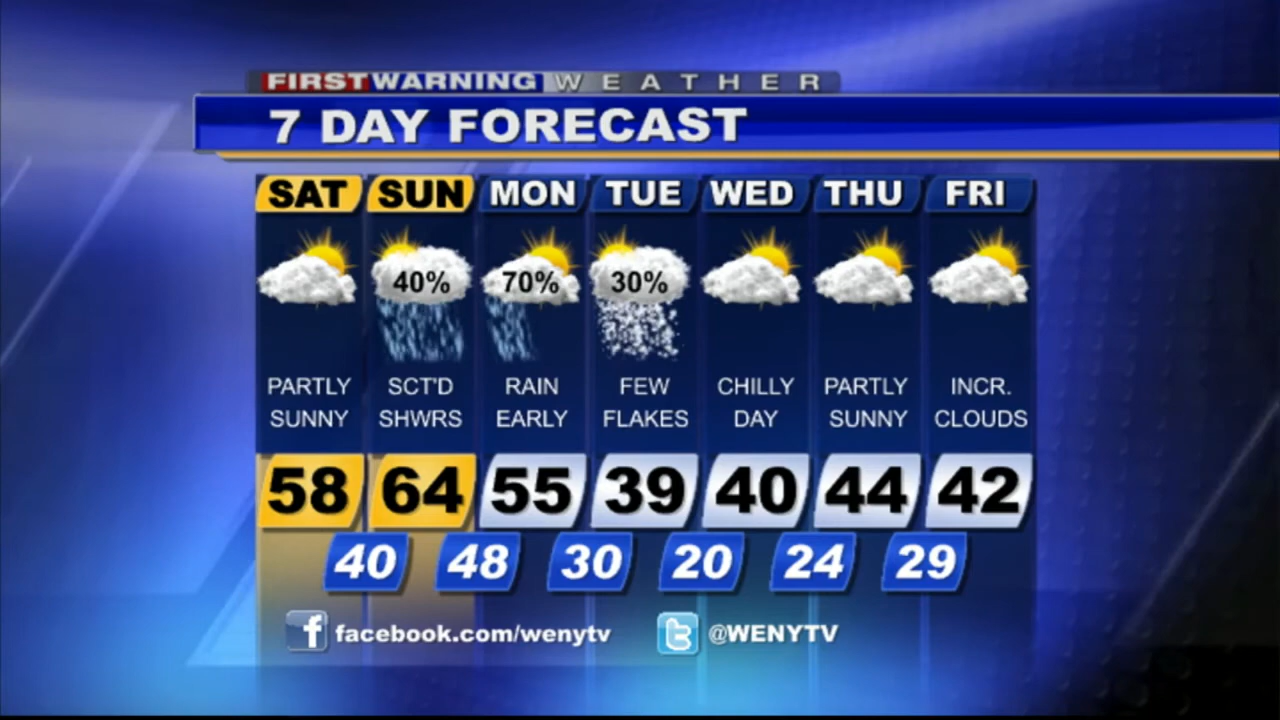 FIRST WARNING WEATHER
7 DAY FORECAST
SAT SUN MON TUE WED THU FRI
40% 70% 30%
PARTLY SCT'D RAIN FEW CHILLY PARTLY INCR.
SUNNY SHWRS EARLY FLAKES DAY SUNNY CLOUDS
58 64 55 39 40 44 42
40 48 30 20 24 29
f facebook.com/wenytv t @WENYTV